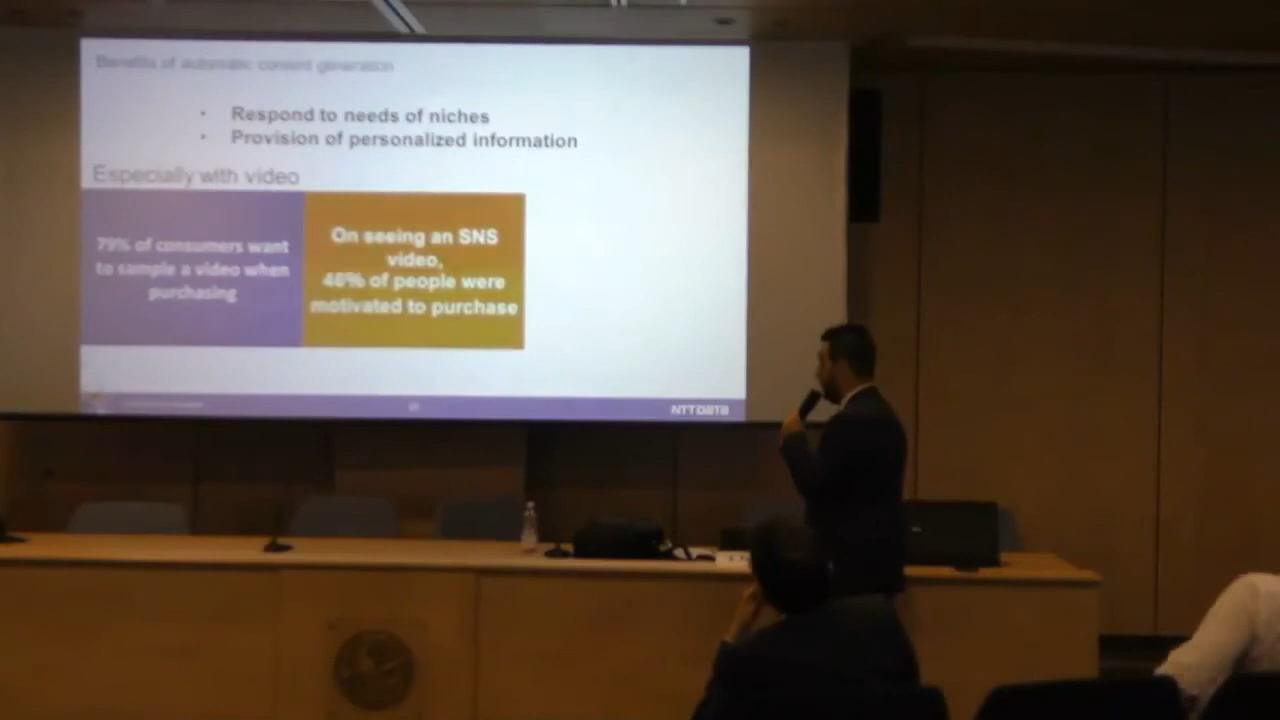 Benefits of automatic content generation
• Respond to needs of niches
• Provision of personalized information
Especially with video
79% of consumers want
to sample a video when
purchasing
On seeing an SNS
video,
46% of people were
motivated to purchase
NTT DATA